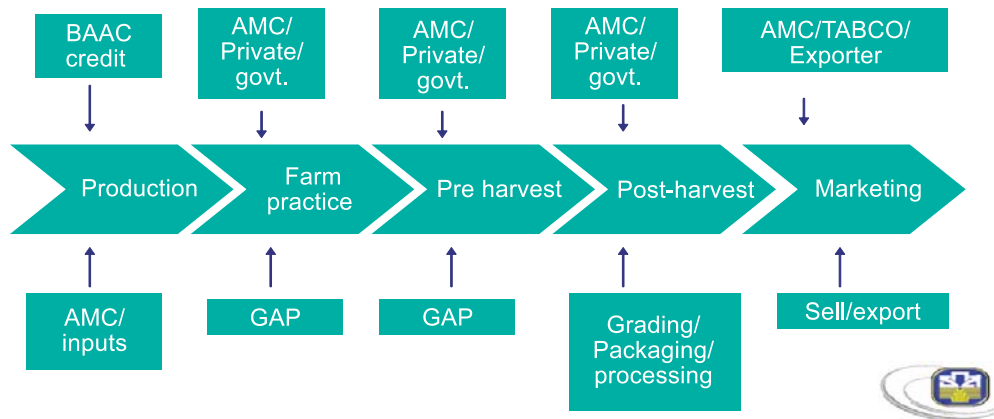 BAAC
credit
AMC/
Private/
govt.
AMC/
Private/
govt.
AMC/
Private/
govt.
AMC/TABCO/
Exporter
Production
Farm
practice
Pre harvest
Post-harvest
Marketing
AMC/
inputs
GAP
GAP
Grading/
Packaging/
processing
Sell/export